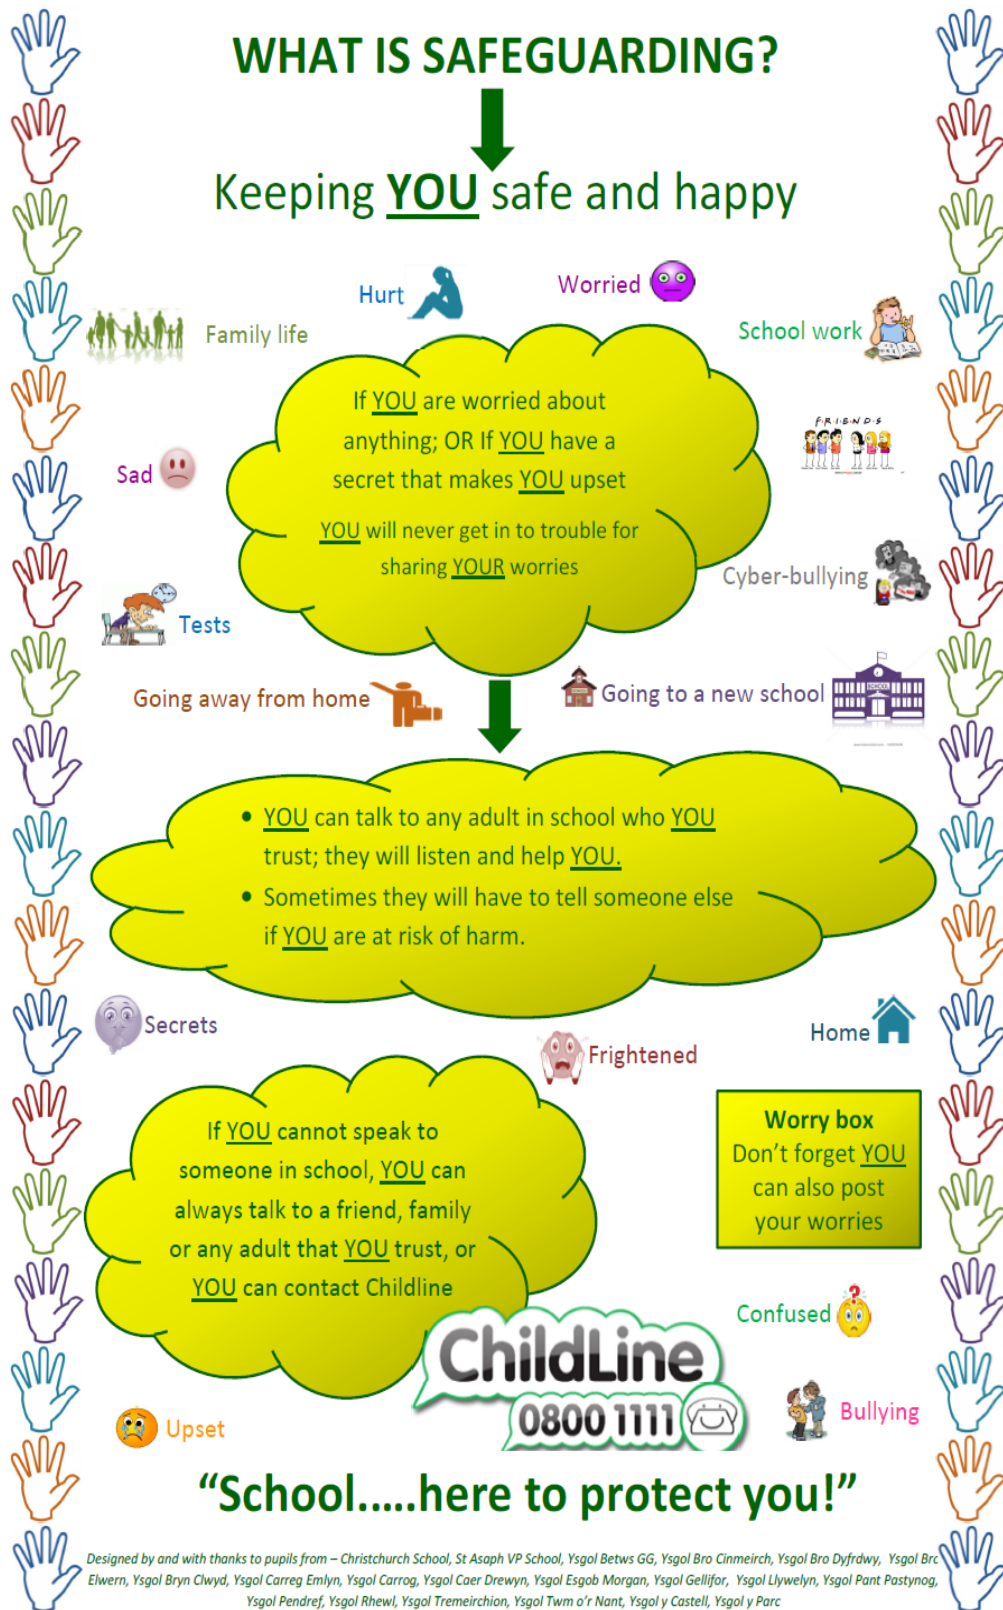 WHAT IS SAFEGUARDING?
Keeping YOU safe and happy
Hurt
Worried
Family life
School work
If YOU are worried about
anything; OR If YOU have a
secret that makes YOU upset
YOU will never get in to trouble for
sharing YOUR worries
F·R·I·E·N·D·S
Sad
Cyber-bullying
Tests
Going away from home
Going to a new school
SCHOOL
• YOU can talk to any adult in school who YOU
trust; they will listen and help YOU.
• Sometimes they will have to tell someone else
if YOU are at risk of harm.
Secrets
Frightened
Home
If YOU cannot speak to
someone in school, YOU can
always talk to a friend, family
or any adult that YOU trust, or
YOU can contact Childline
Worry box
Don't forget YOU
can also post
your worries
Confused
ChildLine
0800 1111
Upset
Bullying
“School.....here to protect you!”
Designed by and with thanks to pupils from – Christchurch School, St Asaph VP School, Ysgol Betws GG, Ysgol Bro Cinmeirch, Ysgol Bro Dyfrdwy, Ysgol Brc
Elwern, Ysgol Bryn Clwyd, Ysgol Carreg Emlyn, Ysgol Carrog, Ysgol Caer Drewyn, Ysgol Esgob Morgan, Ysgol Gellifor, Ysgol Llywelyn, Ysgol Pant Pastynog,
Ysgol Pendref, Ysgol Rhewl, Ysgol Tremeirchion, Ysgol Twm o'r Nant, Ysgol y Castell, Ysgol y Parc